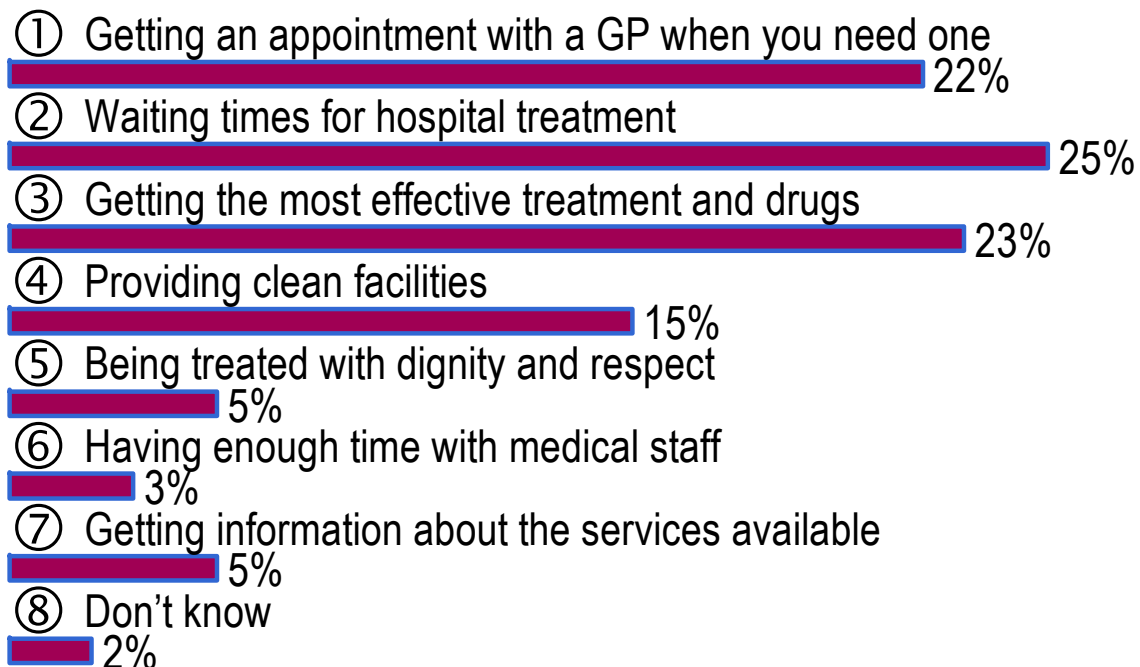 ① Getting an appointment with a GP when you need one
22%
② Waiting times for hospital treatment
25%
③ Getting the most effective treatment and drugs
23%
④ Providing clean facilities
15%
⑤ Being treated with dignity and respect
5%
⑥ Having enough time with medical staff
3%
⑦ Getting information about the services available
5%
⑧ Don’t know
2%